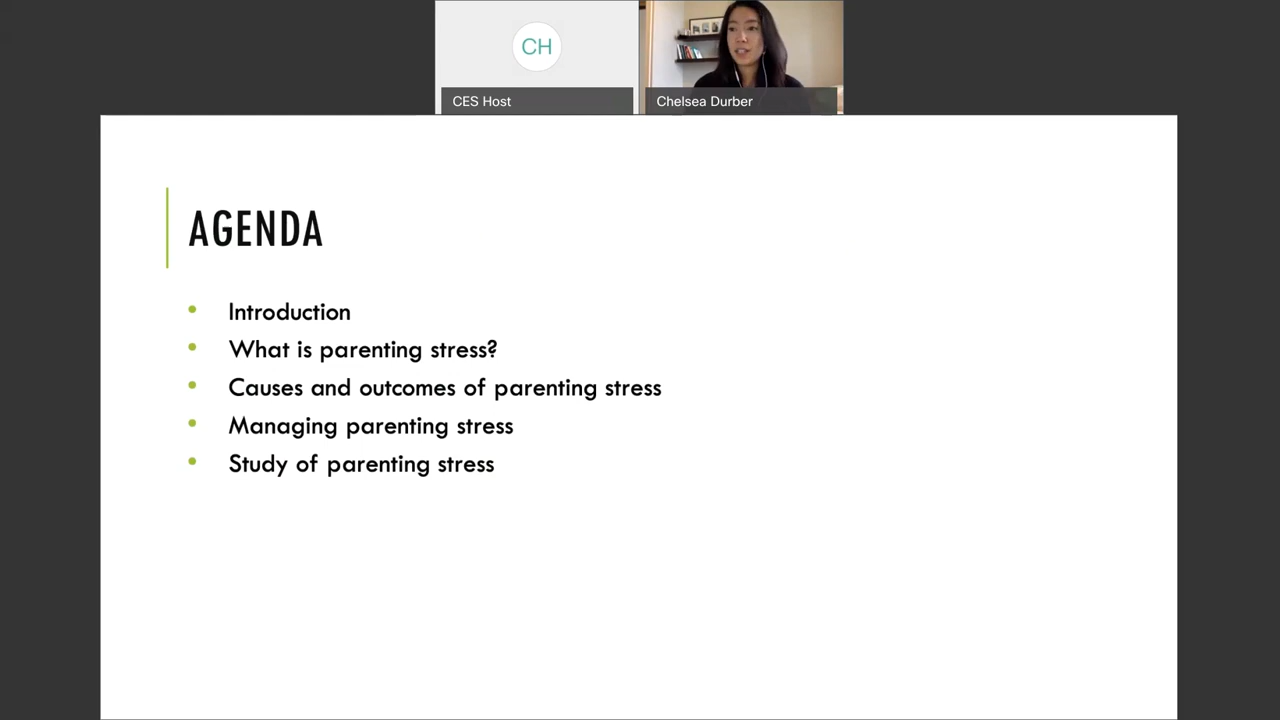 CH
CES Host
Chelsea Durber
AGENDA
• Introduction
• What is parenting stress?
• Causes and outcomes of parenting stress
• Managing parenting stress
• Study of parenting stress